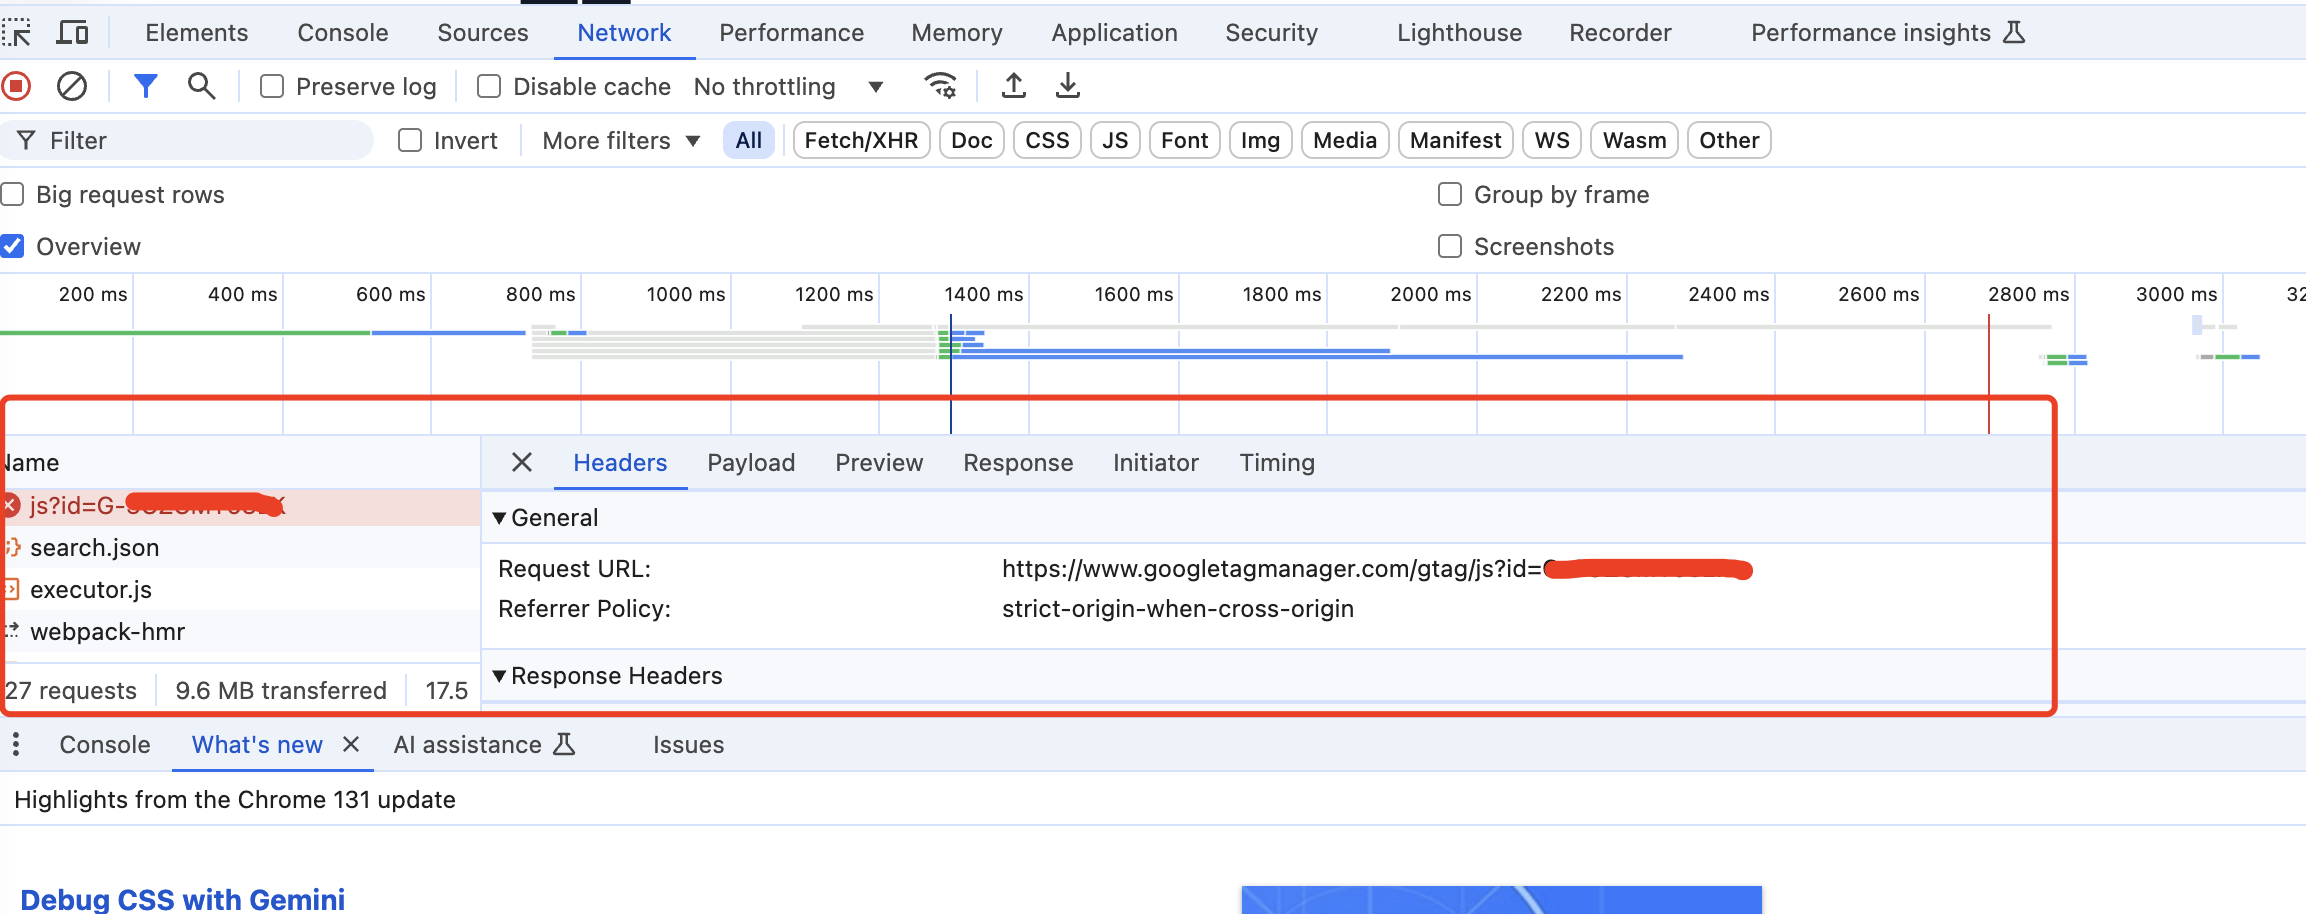 Elements Console Sources Network Performance Memory Application Security Lighthouse Recorder Performance insights
Preserve log Disable cache No throttling
Filter Invert More filters All Fetch/XHR Doc CSS JS Font Img Media Manifest WS Wasm Other
Big request rows Group by frame
Overview Screenshots
200 ms 400 ms 600 ms 800 ms 1000 ms 1200 ms 1400 ms 1600 ms 1800 ms 2000 ms 2200 ms 2400 ms 2600 ms 2800 ms 3000 ms 32
Name Headers Payload Preview Response Initiator Timing
js?id=G-
General
search.json
Request URL: https://www.googletagmanager.com/gtag/js?id=
executor.js
Referrer Policy: strict-origin-when-cross-origin
webpack-hmr
Response Headers
27 requests 9.6 MB transferred 17.5
Console What's new AI assistance Issues
Highlights from the Chrome 131 update
Debug CSS with Gemini